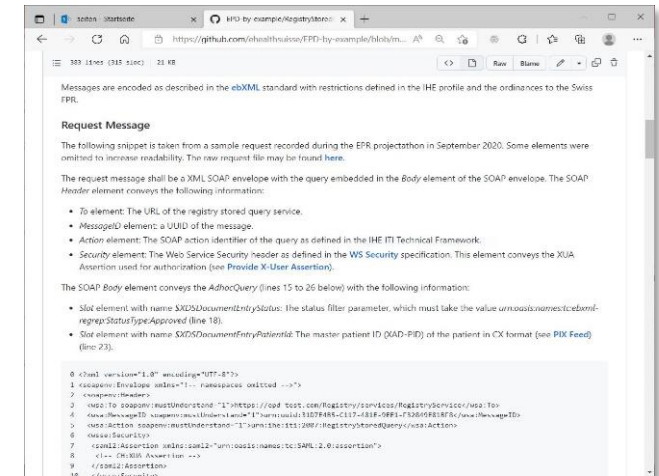 seiten - Startseite
EPD-by-example/RegistryStored
https://github.com/ehealthsuisse/EPD-by-example/blob/m...
383 lines (315 sloc) 21 KB
Raw Blame
Messages are encoded as described in the ebXML standard with restrictions defined in the IHE profile and the ordinances to the Swiss
EPR.
Request Message
The following snippet is taken from a sample request recorded during the EPR projectathon in September 2020. Some elements were
omitted to increase readability. The raw request file may be found here.
The request message shall be a XML SOAP envelope with the query embedded in the Body element of the SOAP envelope. The SOAP
Header element conveys the following information:
• To element: The URL of the registry stored query service.
• MessageID element: a UUID of the message.
• Action element: The SOAP action identifier of the query as defined in the IHE ITI Technical Framework.
• Security element: The Web Service Security header as defined in the WS Security specification. This element conveys the XUA
Assertion used for authorization (see Provide X-User Assertion).
The SOAP Body element conveys the AdhocQuery (lines 15 to 26 below) with the following information:
• Slot element with name $XDSDocumentEntryStatus: The status filter parameter, which must take the value urn:oasis:names:tc:ebxml-
regrep:StatusType:Approved (line 18).
• Slot element with name $XDSDocumentEntryPatientId: The master patient ID (XAD-PID) of the patient in CX format (see PIX Feed)
(line 23).
0 <?xml version="1.0" encoding="UTF-8"?>
1 <soapenv:Envelope xmlns="!-- namespaces omitted -->">
2 <soapenv:Header>
3 <wsa:To soapenv:mustUnderstand="1">https://epd test.com/Registry/services/RegistryService</wsa:To>
4 <wsa:MessageID soapenv:mustUnderstand="1"></wsa:MessageID>
5 <wsa:Action soapenv:mustUnderstand="1">urn:ihe:iti:2007:RegistryStoredQuery</wsa:Action>
6 <wsse:Security>
7 <saml2:Assertion xmlns:saml2="urn:oasis:names:tc:SAML:2.0:assertion">
8 <!-- CH:XUA Assertion -->
9 </saml2:Assertion>
10 </wsse:Security>